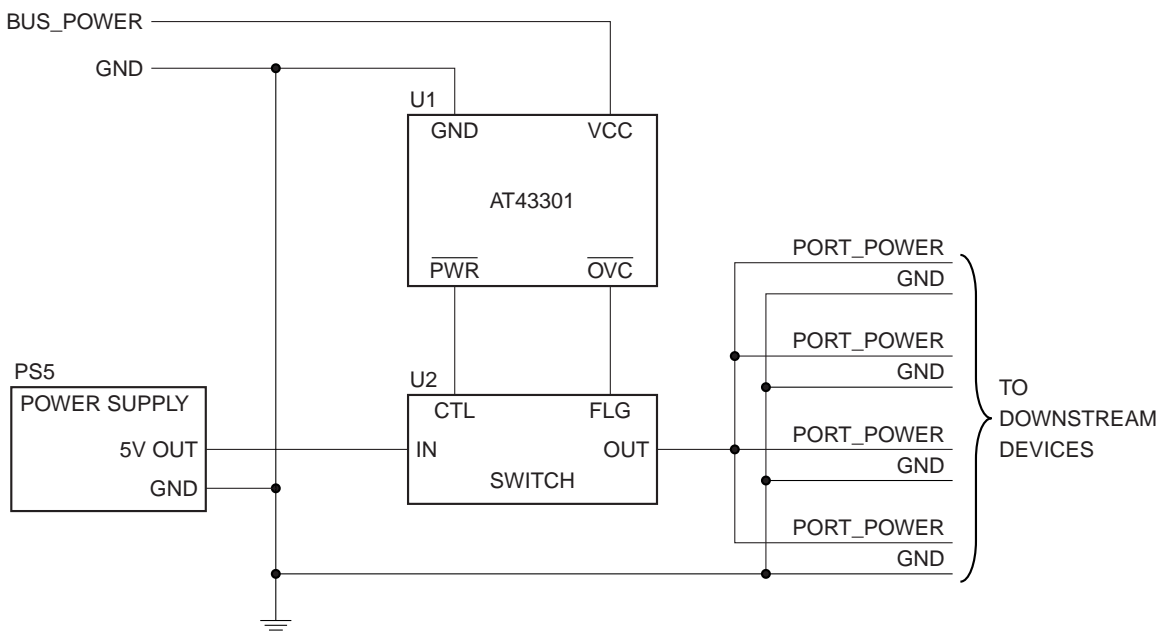 BUS_POWER
GND
U1
GND VCC
AT43301
PWR OVC
PS5
POWER SUPPLY
5V OUT
GND
U2
CTL FLG
IN OUT
SWITCH
PORT_POWER
GND
PORT_POWER
GND
PORT_POWER
GND
PORT_POWER
GND
TO
DOWNSTREAM
DEVICES